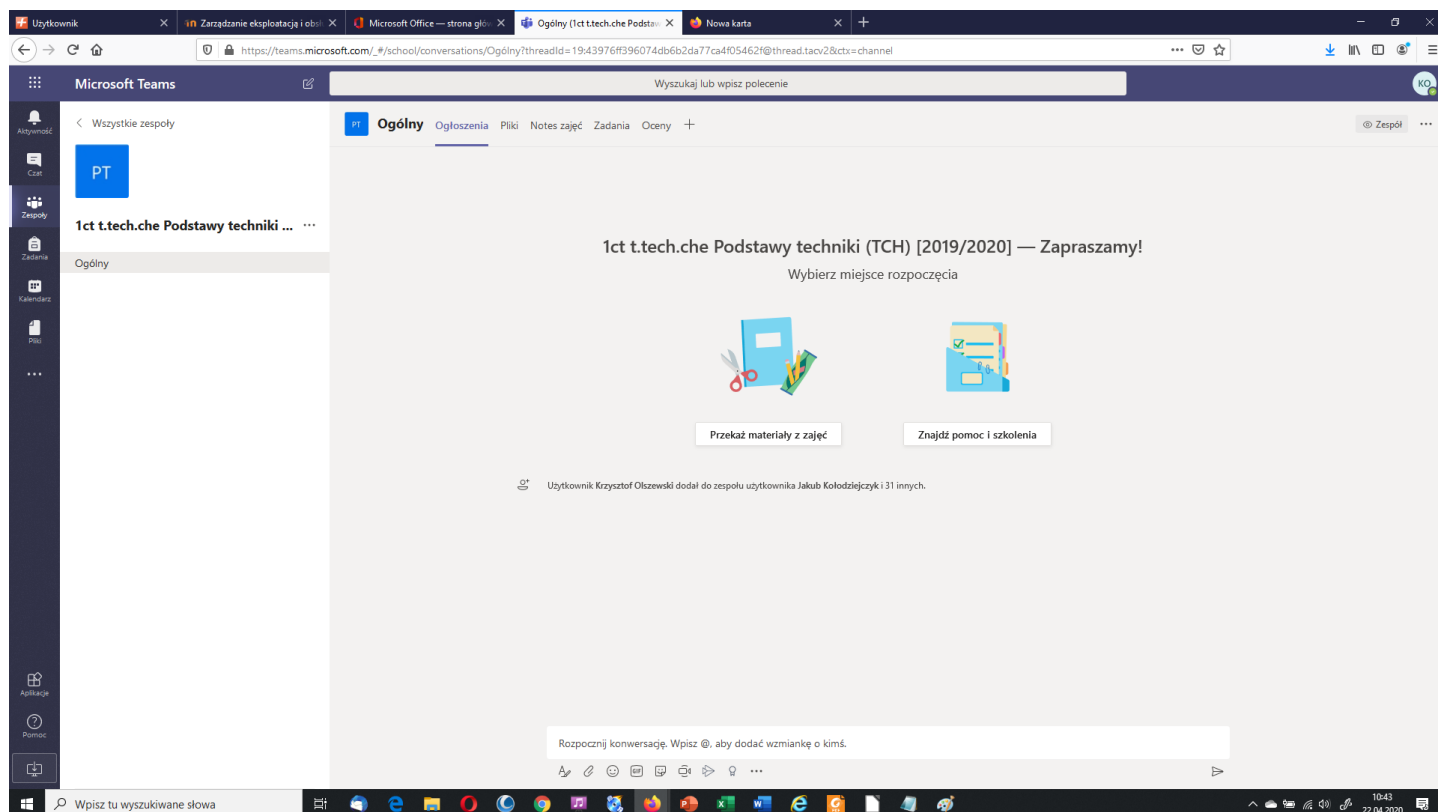 Użytkownik
Zarządzanie eksploatacją i obsł
Microsoft Office — strona głów
Ogólny (1ct t.tech.che Podstaw
Nowa karta
https://teams.microsoft.com/_#/school/conversations/Ogólny?threadId=19:43976ff396074db6b2da77ca4f05462f@thread.tacv2&ctx=channel
Microsoft Teams
Wyszukaj lub wpisz polecenie
KO
Aktywność
Czat
Zespoły
Zadania
Kalendarz
Pliki
Aplikacje
Pomoc
Wszystkie zespoły
PT
1ct t.tech.che Podstawy techniki ...
Ogólny
PT Ogólny Ogłoszenia Pliki Notes zajęć Zadania Oceny
Zespół
1ct t.tech.che Podstawy techniki (TCH) [2019/2020] — Zapraszamy!
Wybierz miejsce rozpoczęcia
Przekaż materiały z zajęć
Znajdź pomoc i szkolenia
Użytkownik Krzysztof Olszewski dodał do zespołu użytkownika Jakub Kołodziejczyk i 31 innych.
Rozpocznij konwersację. Wpisz @, aby dodać wzmiankę o kimś.
GIF
Wpisz tu wyszukiwane słowa
10:43
22.04.2020